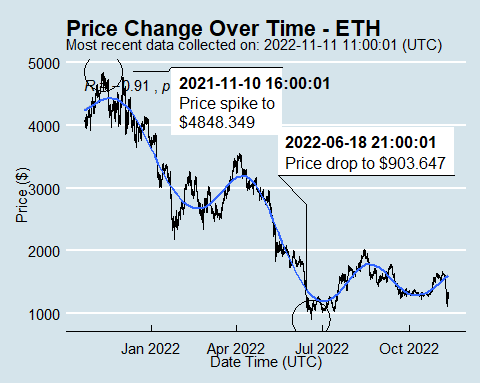 Price Change Over Time - ETH
Most recent data collected on: 2022-11-11 11:00:01 (UTC)
5000
4000
3000
2000
1000
0.91 , p
2021-11-10 16:00:01
Price spike to
$4848.349
2022-06-18 21:00:01
Price drop to $903.647
Price ($)
Jan 2022
Apr 2022
Jul 2022
Oct 2022
Date Time (UTC)